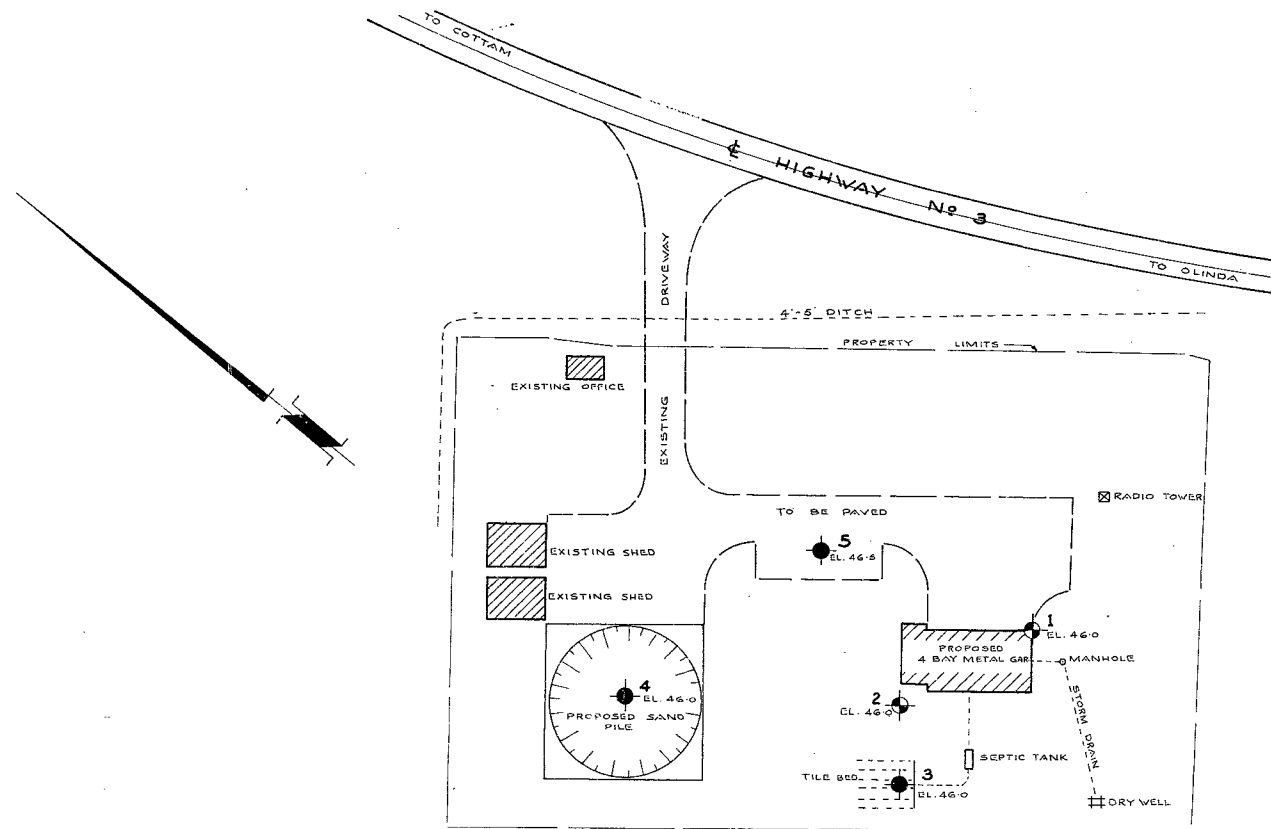 TO COTTAM
℄ HIGHWAY No 3
TO OLINDA
DRIVEWAY
4'-5' DITCH
PROPERTY LIMITS
EXISTING OFFICE
EXISTING
RADIO TOWER
TO BE PAVED
5
EL. 46.5
EXISTING SHED
EXISTING SHED
1
EL. 46.0
PROPOSED
4 BAY METAL GAR
MANHOLE
4
EL. 46.0
2
EL. 46.0
PROPOSED SAND
PILE
STORM DRAIN
SEPTIC TANK
TILE BED
3
EL. 46.0
DRY WELL